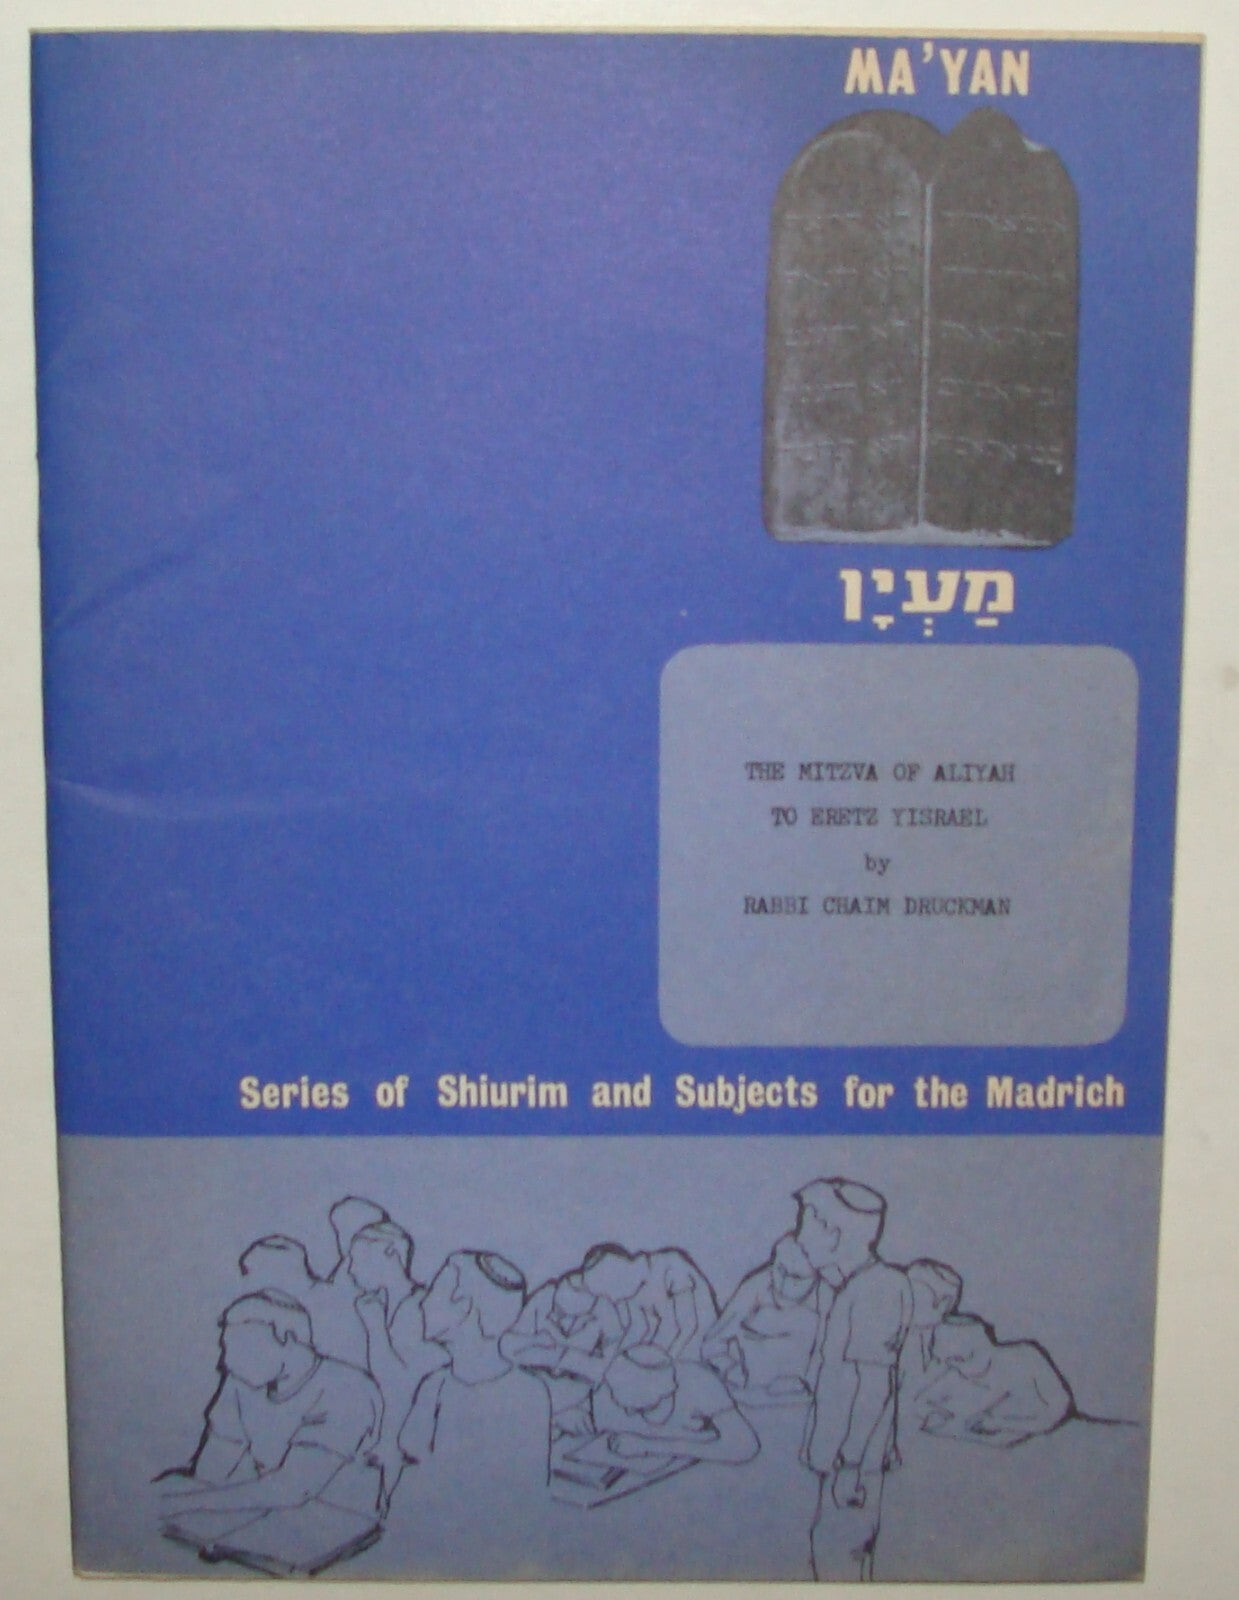 MA'YAN
מַעְיָן
THE MITZVA OF ALIYAH
TO ERETZ YISRAEL
by
RABBI CHAIM DRUCKMAN
Series of Shiurim and Subjects for the Madrich